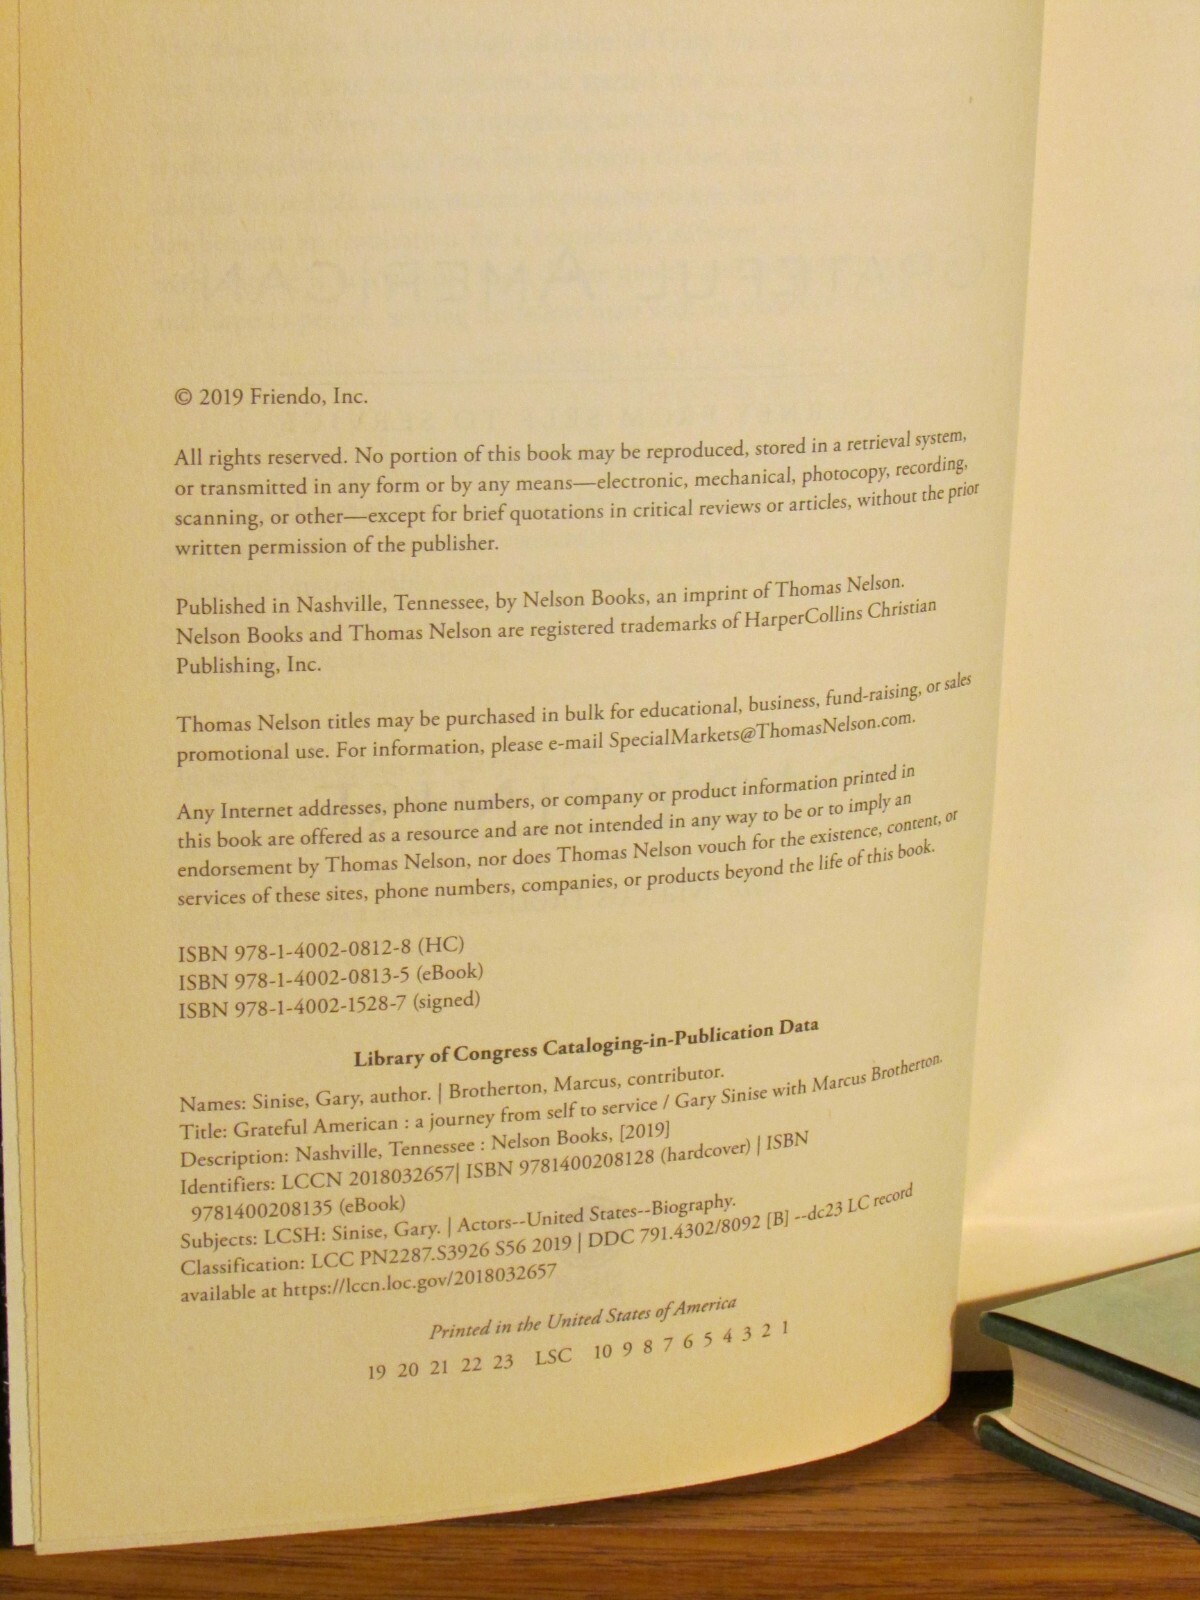 © 2019 Friendo, Inc.
All rights reserved. No portion of this book may be reproduced, stored in a retrieval system,
or transmitted in any form or by any means—electronic, mechanical, photocopy, recording,
scanning, or other—except for brief quotations in critical reviews or articles, without the prior
written permission of the publisher.
Published in Nashville, Tennessee, by Nelson Books, an imprint of Thomas Nelson.
Nelson Books and Thomas Nelson are registered trademarks of HarperCollins Christian
Publishing, Inc.
Thomas Nelson titles may be purchased in bulk for educational, business, fund-raising, or sales
promotional use. For information, please e-mail SpecialMarkets@ThomasNelson.com.
Any Internet addresses, phone numbers, or company or product information printed in
this book are offered as a resource and are not intended in any way to be or to imply an
endorsement by Thomas Nelson, nor does Thomas Nelson vouch for the existence, content, or
services of these sites, phone numbers, companies, or products beyond the life of this book.
ISBN 978-1-4002-0812-8 (HC)
ISBN 978-1-4002-0813-5 (eBook)
ISBN 978-1-4002-1528-7 (signed)
Library of Congress Cataloging-in-Publication Data
Names: Sinise, Gary, author. | Brotherton, Marcus, contributor.
Title: Grateful American : a journey from self to service / Gary Sinise with Marcus Brotherton.
Description: Nashville, Tennessee : Nelson Books, [2019]
Identifiers: LCCN 2018032657| ISBN 9781400208128 (hardcover) | ISBN
9781400208135 (eBook)
Subjects: LCSH: Sinise, Gary. | Actors--United States--Biography.
Classification: LCC PN2287.S3926 S56 2019 | DDC 791.4302/8092 [B] --dc23 LC record
available at https://lccn.loc.gov/2018032657
Printed in the United States of America
19 20 21 22 23 LSC 10 9 8 7 6 5 4 3 2 1